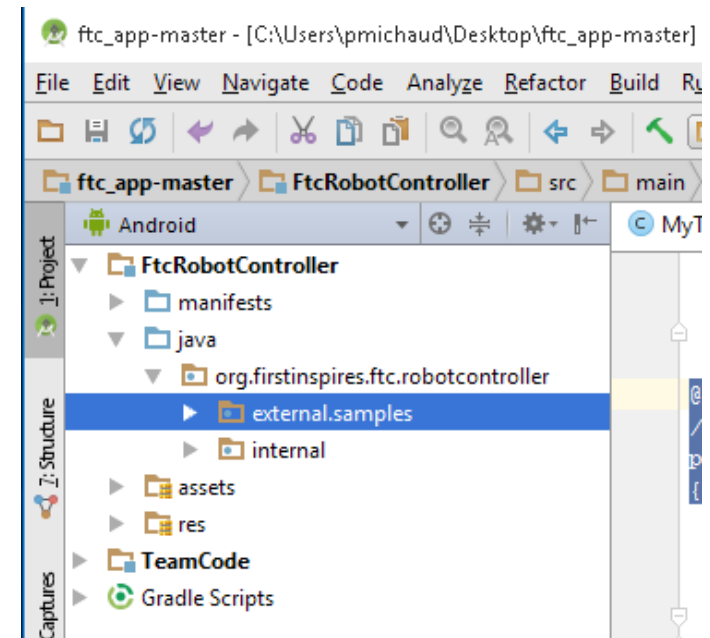 ftc_app-master - [C:\Users\pmichaud\Desktop\ftc_app-master]
File Edit View Navigate Code Analyze Refactor Build
ftc_app-master FtcRobotController src main
Android
1: Project
FtcRobotController
manifests
java
org.firstinspires.ftc.robotcontroller
external.samples
internal
assets
res
TeamCode
Gradle Scripts
7: Structure
Captures
C
@
/
{